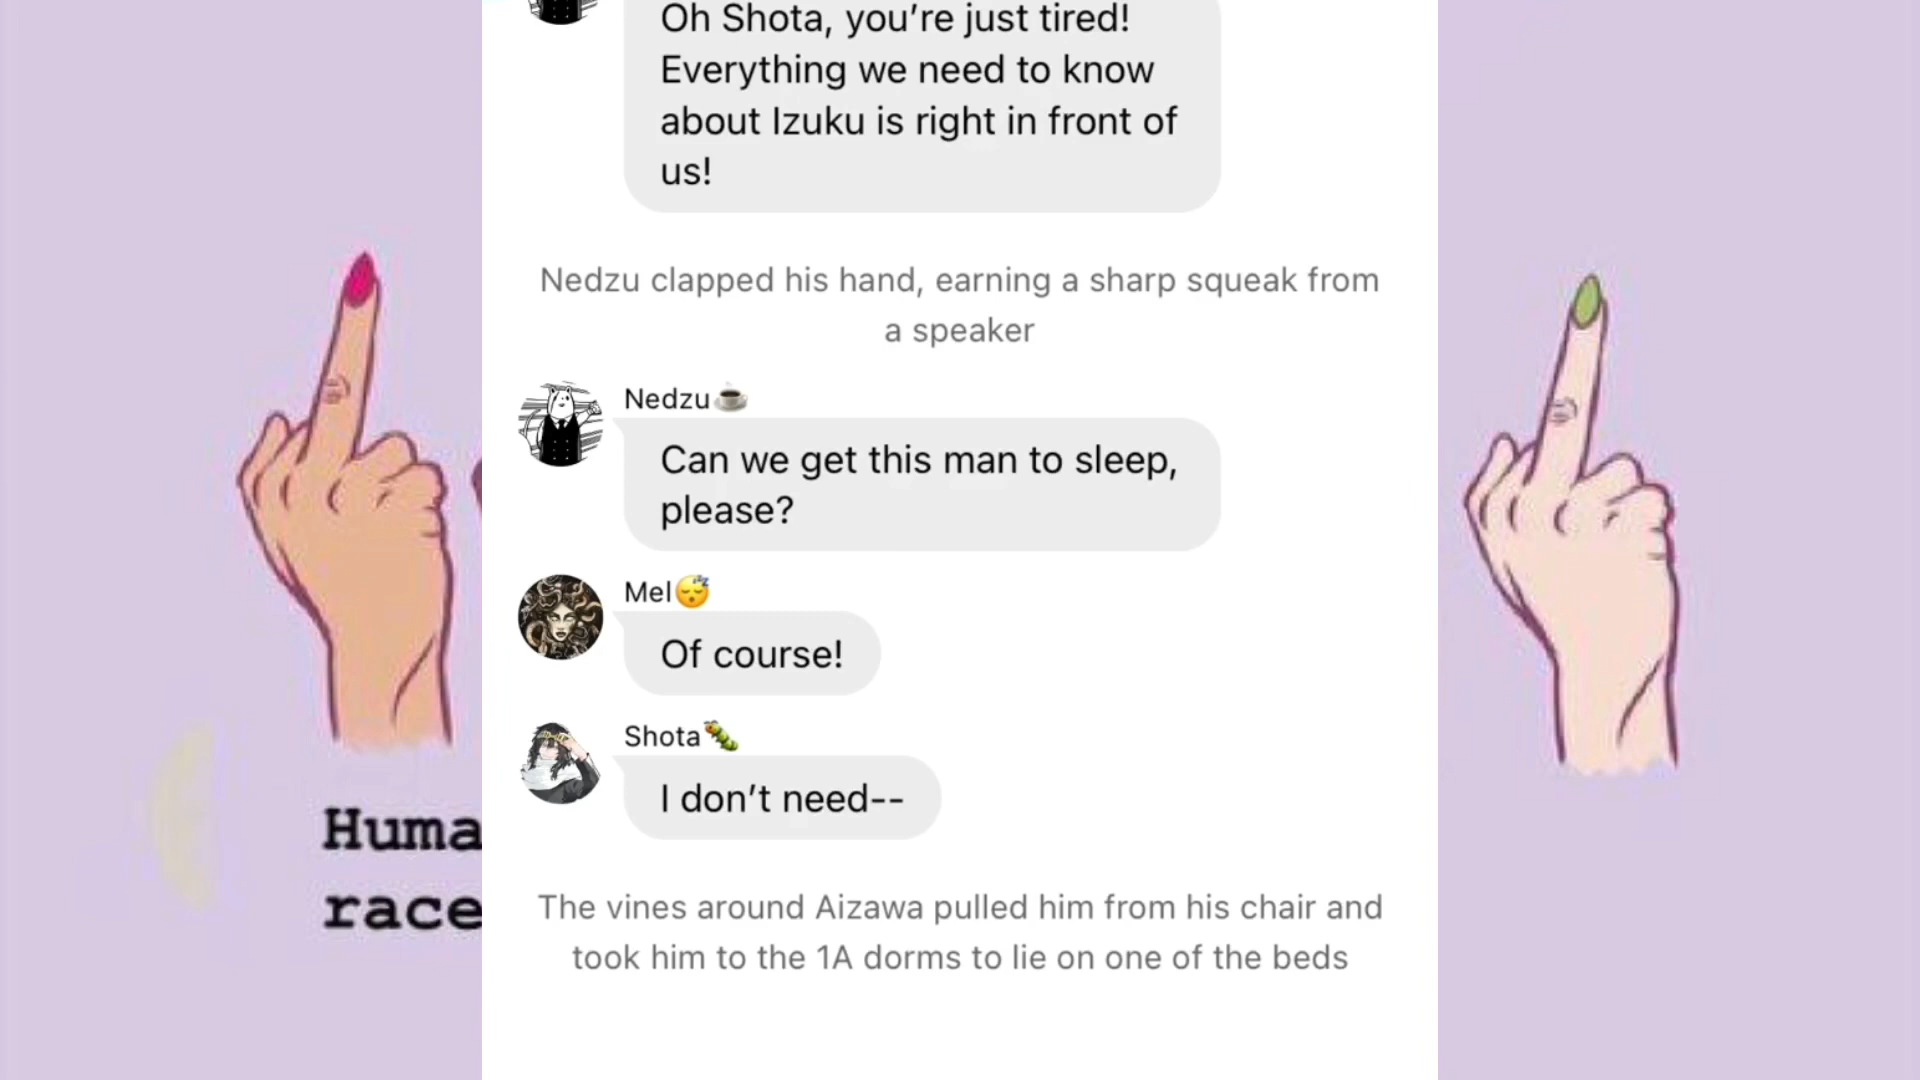 Oh Shota, you’re just tired!
Everything we need to know
about Izuku is right in front of
us!
Nedzu clapped his hand, earning a sharp squeak from
a speaker
Nedzu☕
Can we get this man to sleep,
please?
Mel😴
Of course!
Shota🐛
I don’t need--
The vines around Aizawa pulled him from his chair and
took him to the 1A dorms to lie on one of the beds
Huma
race